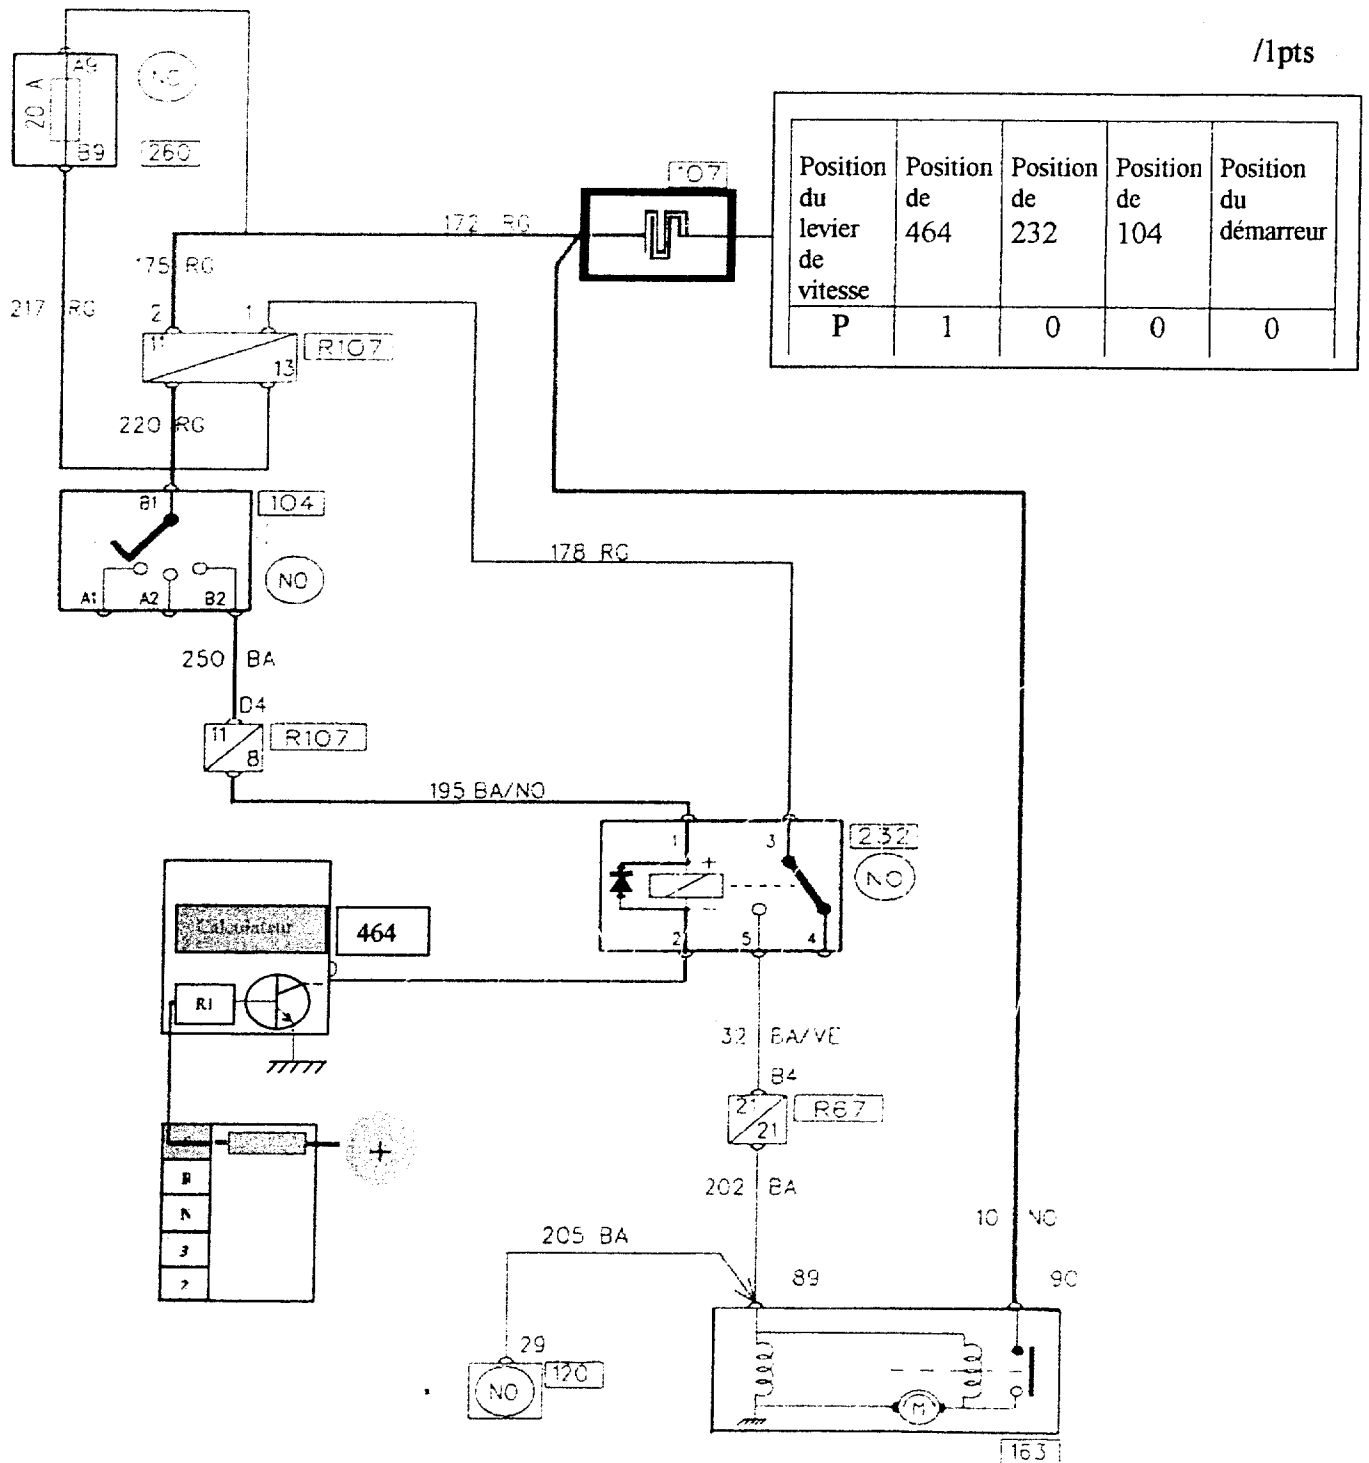 /1pts
A9
20 A
NO
B9
260
107
172 RG
Position du levier de vitesse
Position de 464
Position de 232
Position de 104
Position du démarreur
P 1 0 0 0
175 RG
217 RG
2 1
11
13
R107
220 RG
B1
104
NO
A1 A2 B2
178 RG
250 BA
D4
11
8
R107
195 BA/NO
1 3
232
NO
+
−
2 5 4
Calculateur
464
R1
32 BA/VE
B4
21
21
R67
+
R
N
3
2
202 BA
205 BA
10 NO
89
90
29
120
NO
M
163